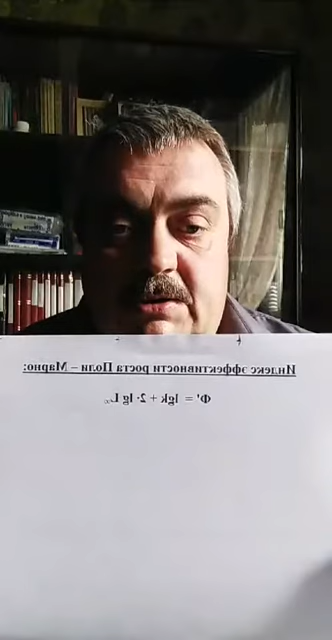 Индекс эффективности роста Поли – Марно:
Ф' = lgk + 2· lg L∞